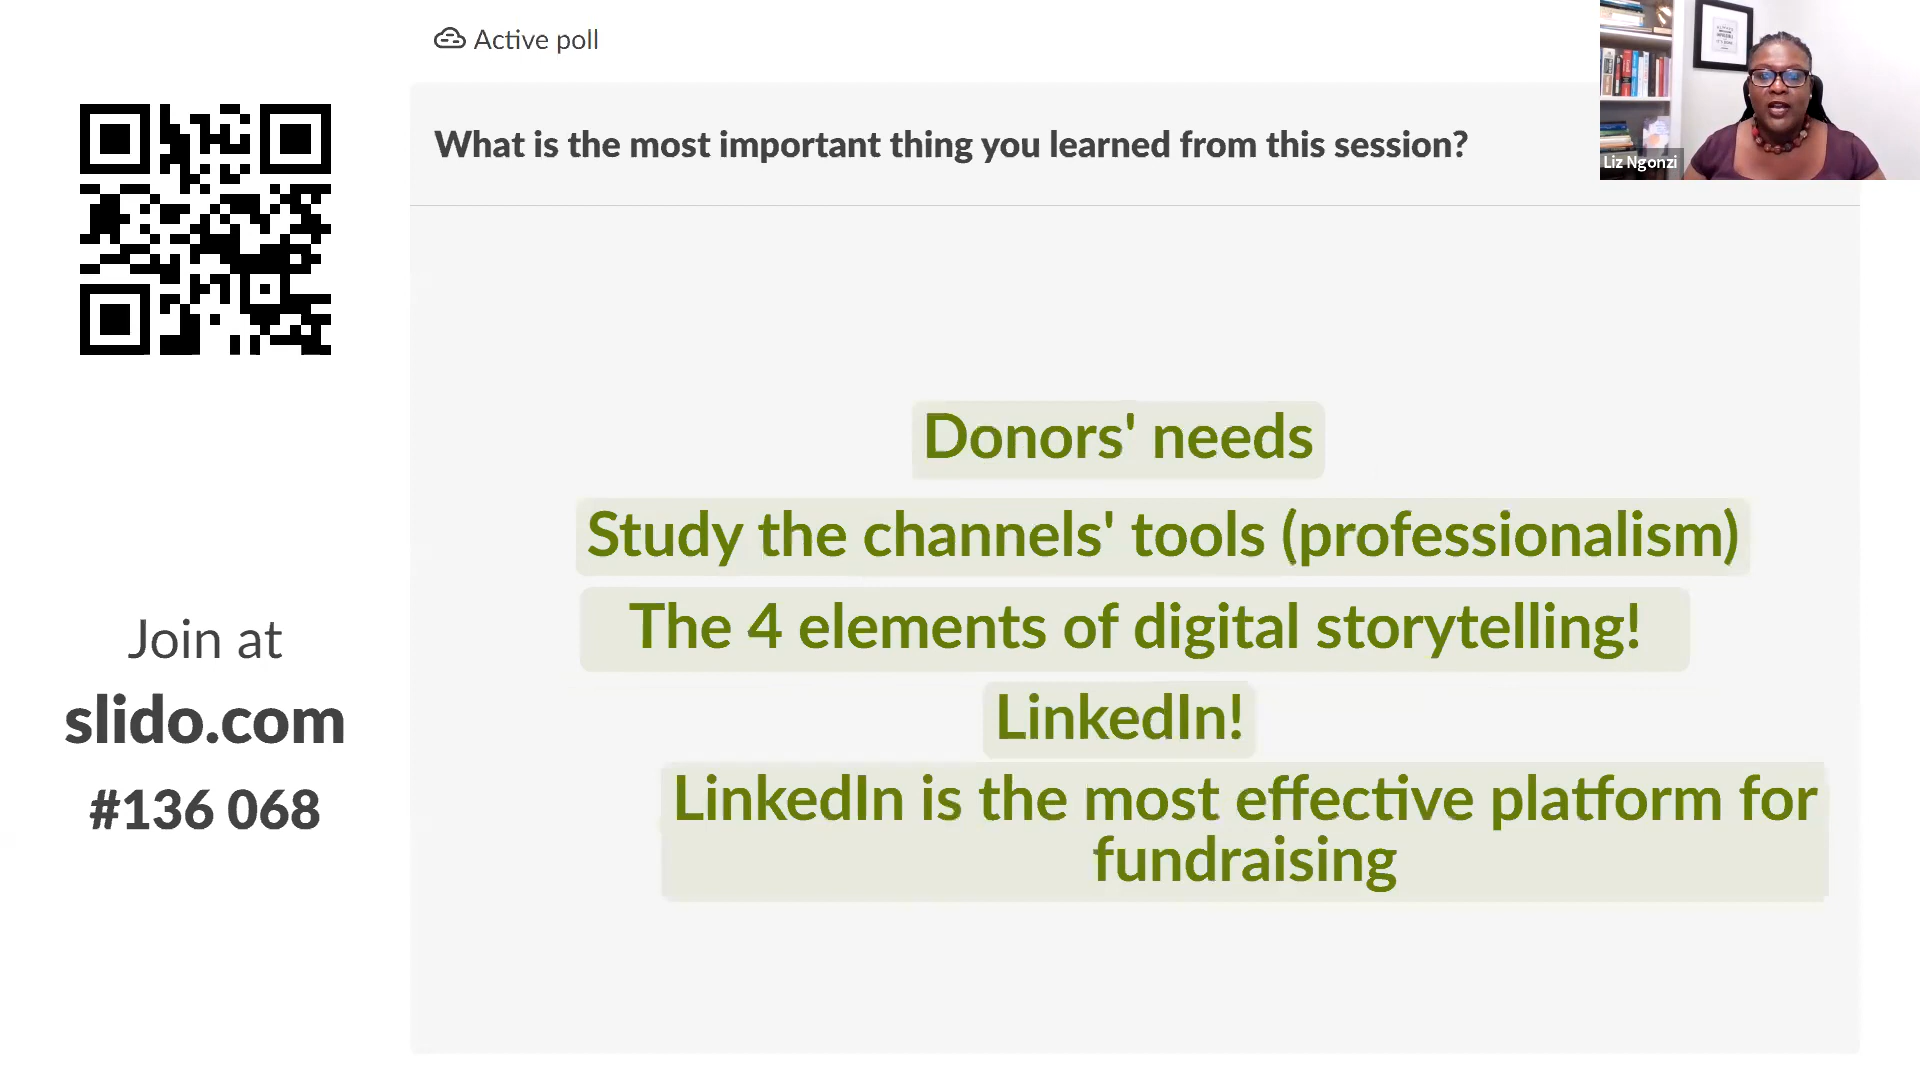 Active poll
What is the most important thing you learned from this session?
Liz Ngonzi
Donors' needs
Study the channels' tools (professionalism)
The 4 elements of digital storytelling!
LinkedIn!
LinkedIn is the most effective platform for
fundraising
Join at
slido.com
#136 068